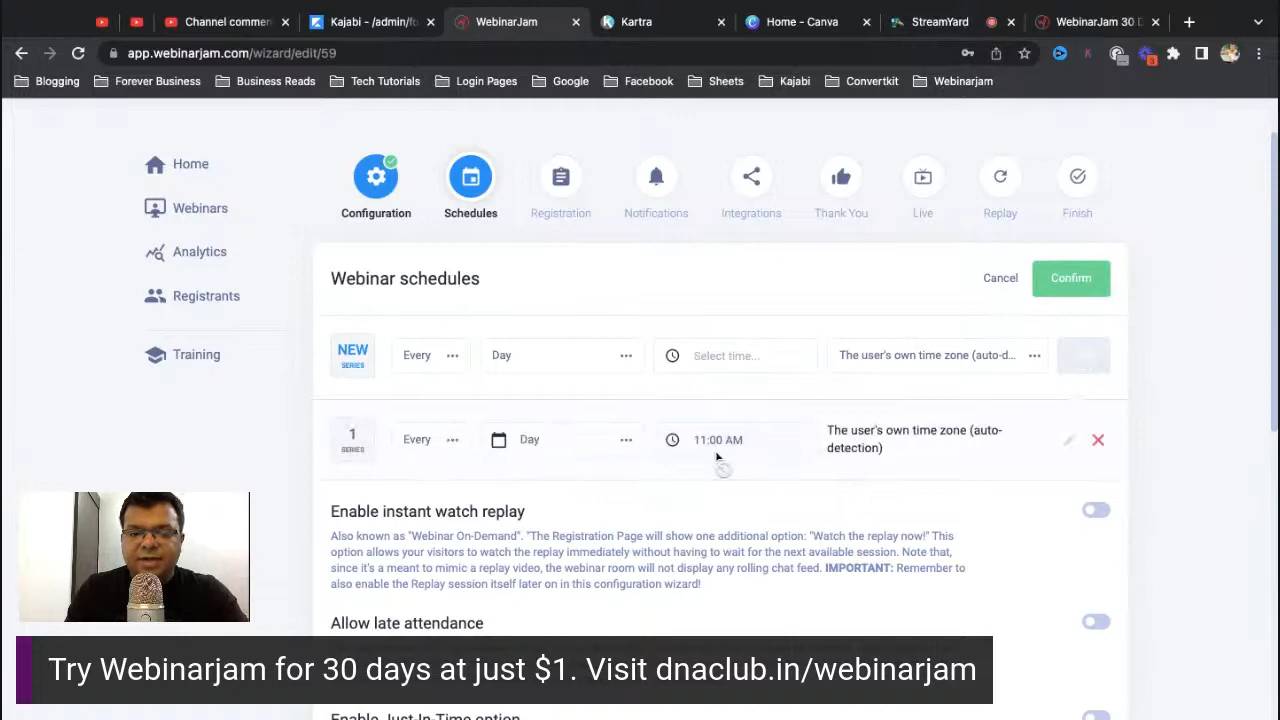 Channel commen
Kajabi - /admin/f
WebinarJam
Kartra
Home - Canva
StreamYard
WebinarJam 30 D
app.webinarjam.com/wizard/edit/59
Blogging
Forever Business
Business Reads
Tech Tutorials
Login Pages
Google
Facebook
Sheets
Kajabi
Convertkit
Webinarjam
Home
Webinars
Analytics
Registrants
Training
Configuration
Schedules
Registration
Notifications
Integrations
Thank You
Live
Replay
Finish
Webinar schedules
Cancel
Confirm
NEW
SERIES
Every
Day
Select time...
The user's own time zone (auto-d...
1
SERIES
Every
Day
11:00 AM
The user's own time zone (auto-
detection)
Enable instant watch replay
Also known as "Webinar On-Demand". "The Registration Page will show one additional option: "Watch the replay now!" This
option allows your visitors to watch the replay immediately without having to wait for the next available session. Note that,
since it's a meant to mimic a replay video, the webinar room will not display any rolling chat feed. IMPORTANT: Remember to
also enable the Replay session itself later on in this configuration wizard!
Allow late attendance
Try Webinarjam for 30 days at just $1. Visit dnaclub.in/webinarjam
Enable Just-In-Time option